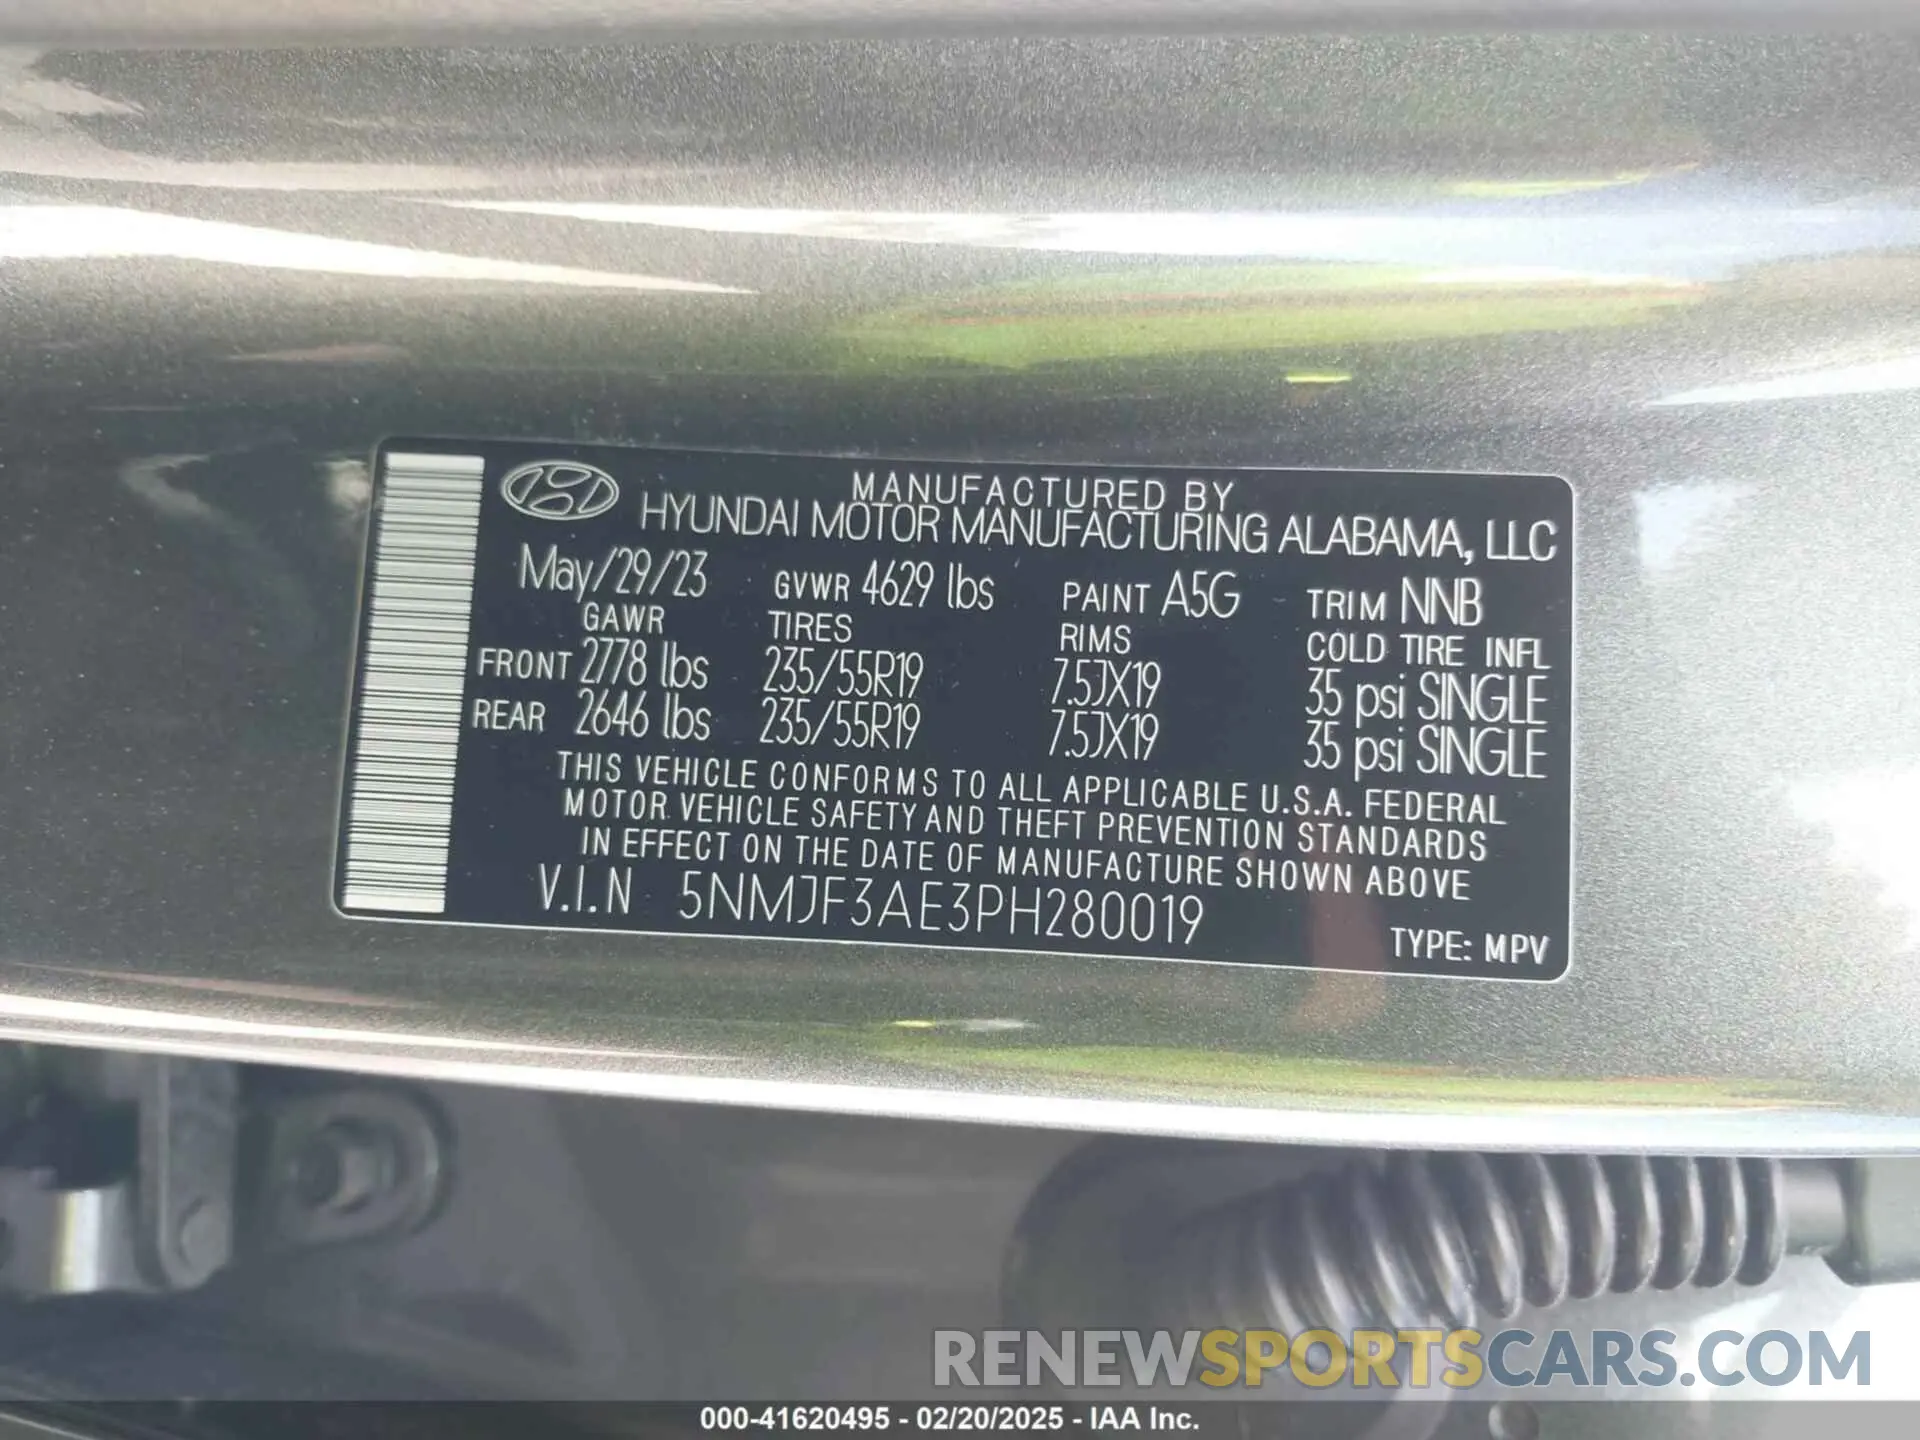 MANUFACTURED BY
HYUNDAI MOTOR MANUFACTURING ALABAMA, LLC
May/29/23 GVWR 4629 lbs PAINT A5G TRIM NNB
GAWR TIRES RIMS COLD TIRE INFL
FRONT 2778 lbs 235/55R19 7.5JX19 35 psi SINGLE
REAR 2646 lbs 235/55R19 7.5JX19 35 psi SINGLE
THIS VEHICLE CONFORMS TO ALL APPLICABLE U.S.A. FEDERAL
MOTOR VEHICLE SAFETY AND THEFT PREVENTION STANDARDS
IN EFFECT ON THE DATE OF MANUFACTURE SHOWN ABOVE
V.I.N 5NMJF3AE3PH280019
TYPE: MPV
RENEWSPORTSCARS.COM
000-41620495 - 02/20/2025 - IAA Inc.